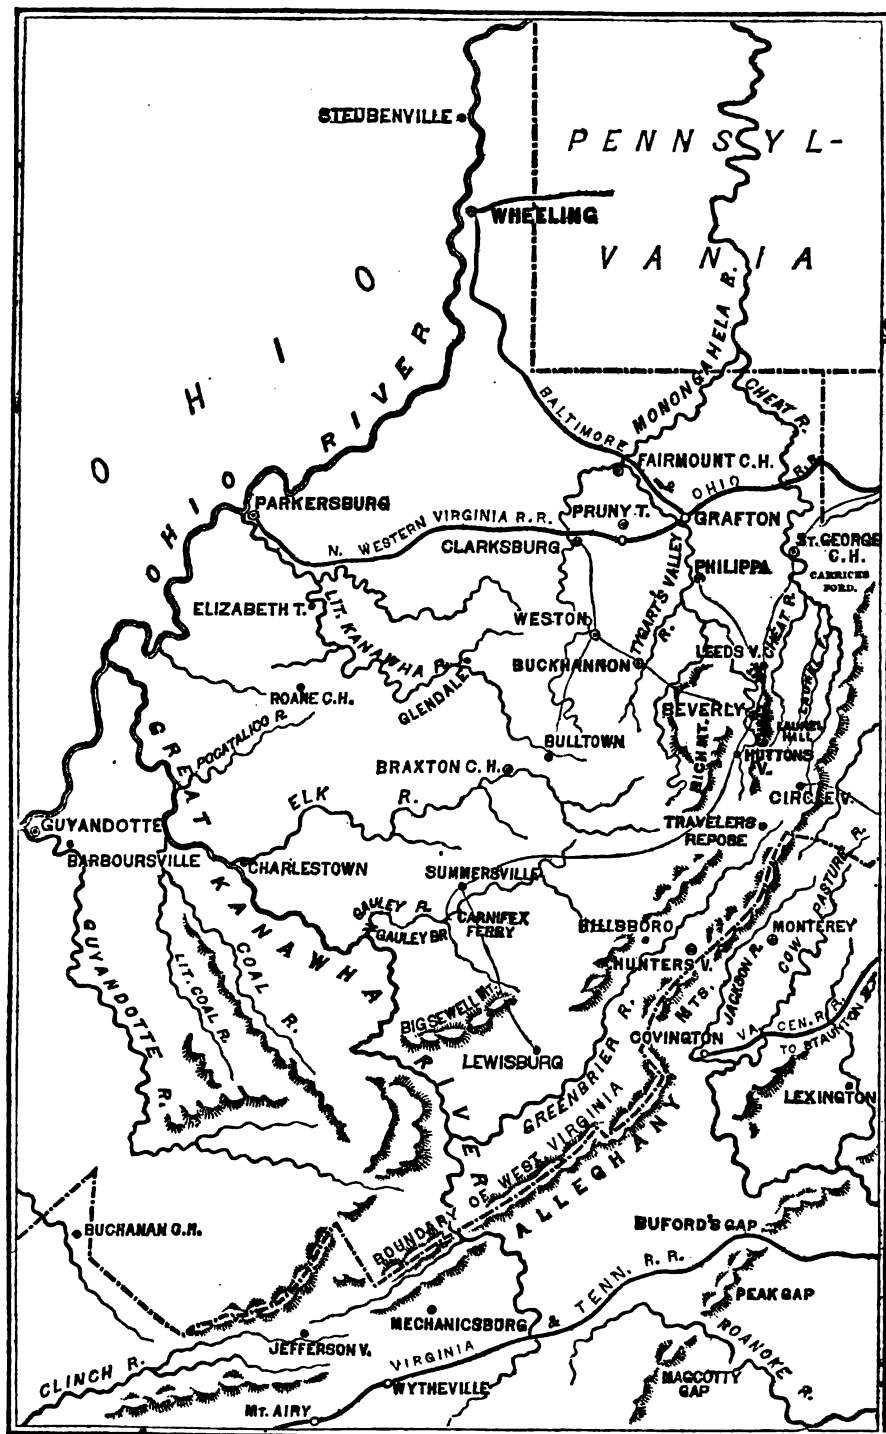 STEUBENVILLE
PENNSYL-
WHEELING
VANIA
OHIO
OHIO RIVER
MONONGAHELA R.
CHEAT R.
BALTIMORE
& OHIO R.R.
FAIRMOUNT C.H.
PARKERSBURG
PRUNY T.
GRAFTON
N. WESTERN VIRGINIA R.R.
CLARKSBURG
ST. GEORGE
C.H.
PHILIPPA
CARRICKS
FORD.
ELIZABETH T.
LIT. KANAWHA R.
WESTON
TYGART'S VALLEY
R.
CHEAT R.
LAUREL F.
BUCKHANNON
LEEDS V.
ROANE C.H.
GLENDALE
BEVERLY
LAUREL
HALL
GREAT KANAWHA RIVER
POCATALICO R.
BULLTOWN
RICH MT.
HUTTONS
V.
BRAXTON C.H.
CIRCLE V.
ELK R.
GUYANDOTTE
TRAVELERS
REPOSE
BARBOURSVILLE
CHARLESTOWN
SUMMERSVILLE
COW PASTURE R.
GAULEY R.
GAULEY BR.
CARNIFEX
FERRY
HILLSBORO
MONTEREY
GUYANDOTTE R.
LIT. COAL R.
COAL R.
HUNTERS V.
JACKSON R.
BIG SEWELL MT.
MTS.
COVINGTON
VA. CEN. R.R.
TO STAUNTON
LEWISBURG
GREENBRIER R.
LEXINGTON
BOUNDARY OF WEST VIRGINIA
ALLEGHANY
BUCHANAN C.H.
BUFORD'S GAP
PEAK GAP
MECHANICSBURG
JEFFERSON V.
VIRGINIA & TENN. R.R.
ROANOKE R.
CLINCH R.
WYTHEVILLE
MAGCOTTY
GAP
MT. AIRY